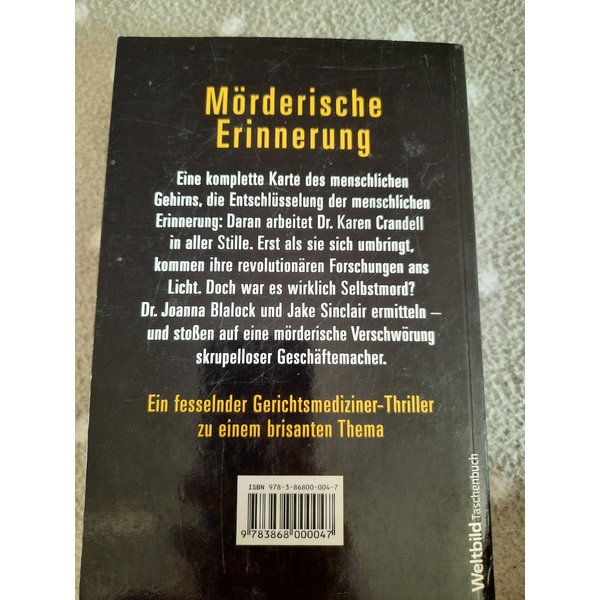 Mörderische
Erinnerung
Eine komplette Karte des menschlichen
Gehirns, die Entschlüsselung der menschlichen
Erinnerung: Daran arbeitet Dr. Karen Crandell
in aller Stille. Erst als sie sich umbringt,
kommen ihre revolutionären Forschungen ans
Licht. Doch war es wirklich Selbstmord?
Dr. Joanna Blalock und Jake Sinclair ermitteln –
und stoßen auf eine mörderische Verschwörung
skrupelloser Geschäftemacher.
Ein fesselnder Gerichtsmediziner-Thriller
zu einem brisanten Thema
ISBN 978-3-86800-004-7
9 783868 000047
Weltbild Taschenbuch